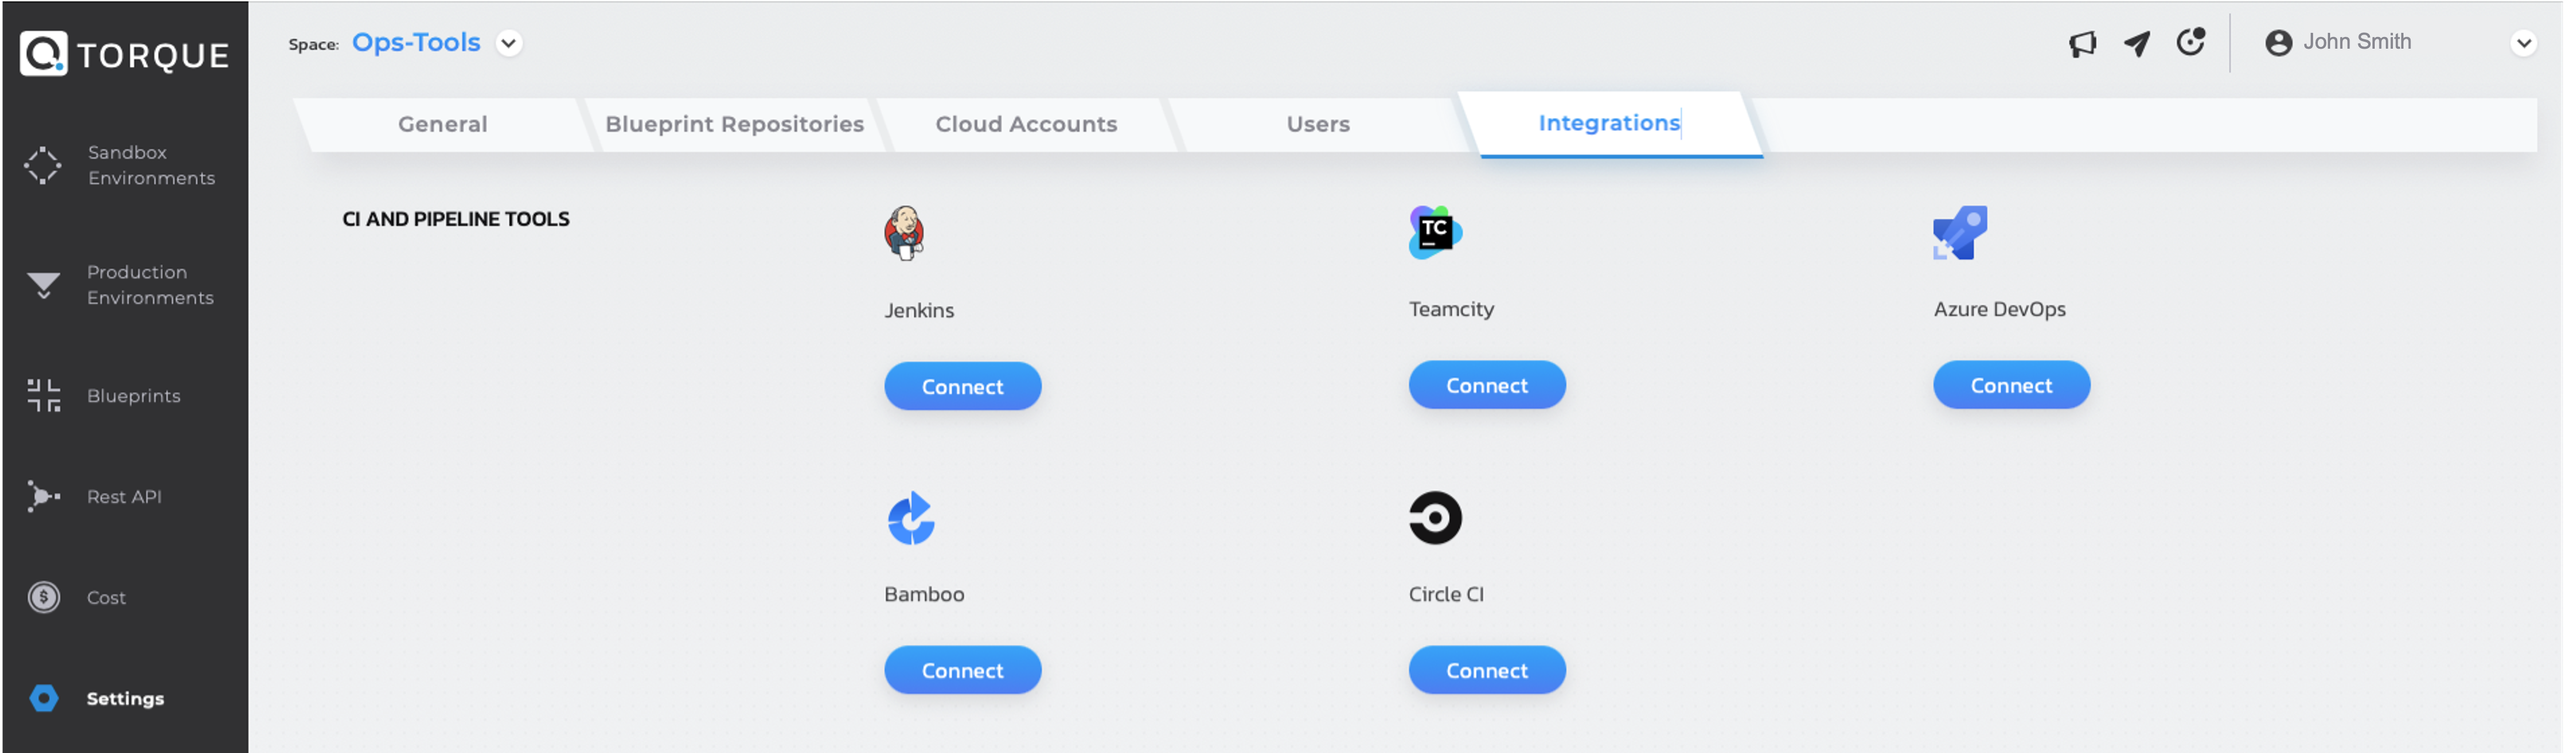 TORQUE
Space: Ops-Tools
John Smith
General
Blueprint Repositories
Cloud Accounts
Users
Integrations
Sandbox
Environments
Production
Environments
Blueprints
Rest API
Cost
Settings
CI AND PIPELINE TOOLS
TC
Jenkins
Teamcity
Azure DevOps
Connect
Connect
Connect
Bamboo
Circle CI
Connect
Connect